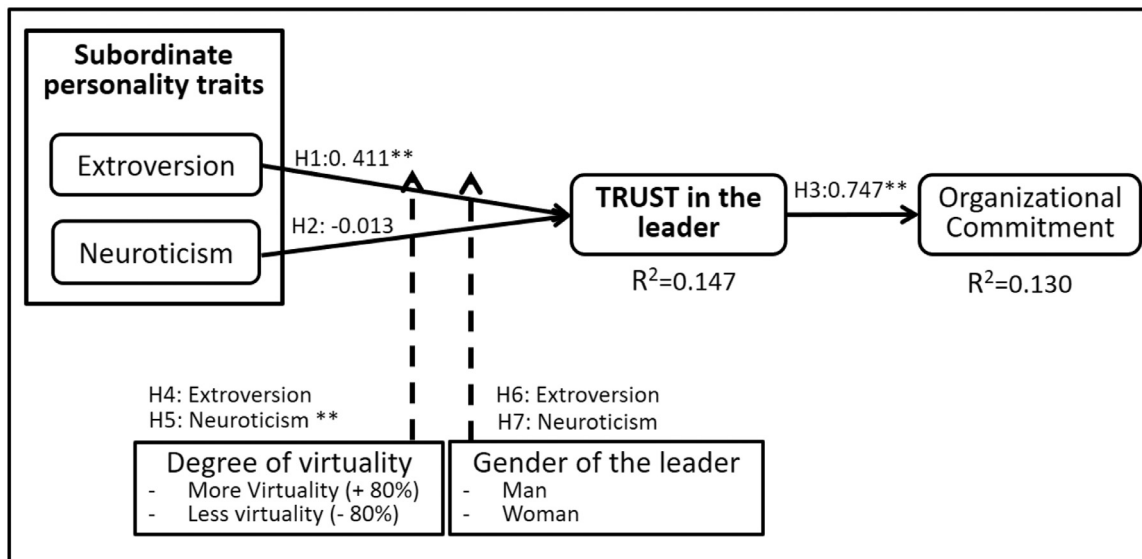 Subordinate
personality traits
Extroversion
Neuroticism
H1:0. 411**
H2: -0.013
TRUST in the
leader
R²=0.147
H3:0.747**
Organizational
Commitment
R²=0.130
H4: Extroversion
H5: Neuroticism **
Degree of virtuality
- More Virtuality (+ 80%)
- Less virtuality (- 80%)
H6: Extroversion
H7: Neuroticism
Gender of the leader
- Man
- Woman